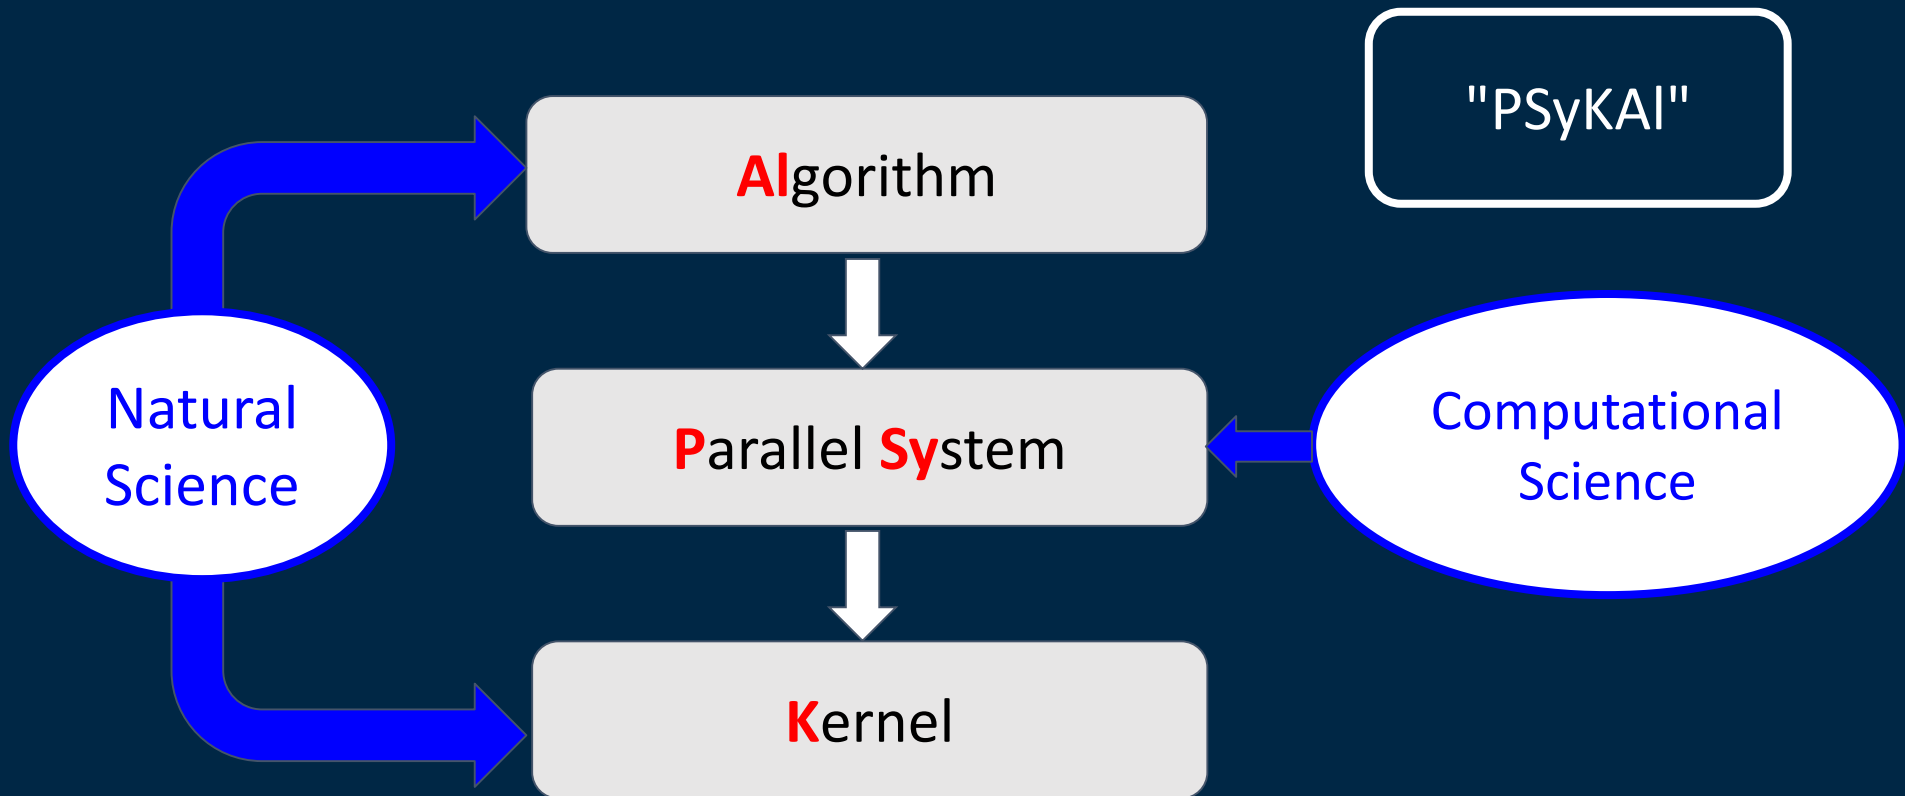 "PSyKAl"
Algorithm
Natural
Science
Parallel System
Computational
Science
Kernel